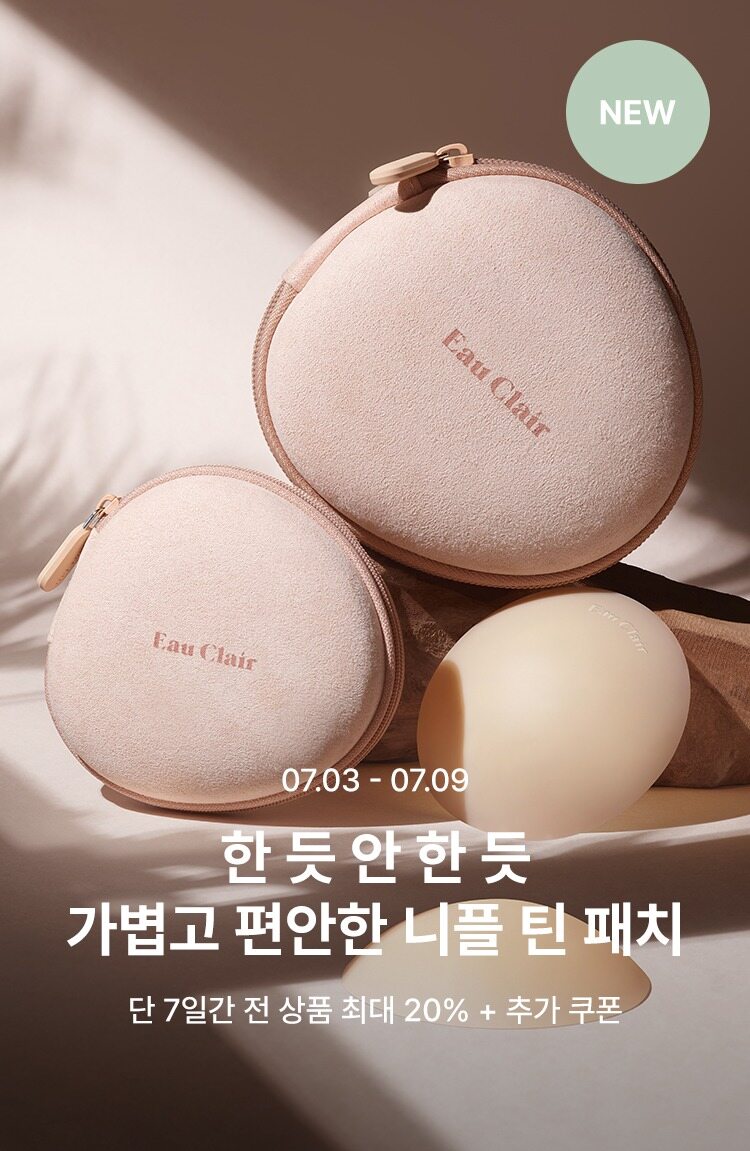 NEW
Eau Clair
Eau Clair
Eau Clair
07.03 - 07.09
한 듯 안 한 듯
가볍고 편안한 니플 틴 패치
단 7일간 전 상품 최대 20% + 추가 쿠폰